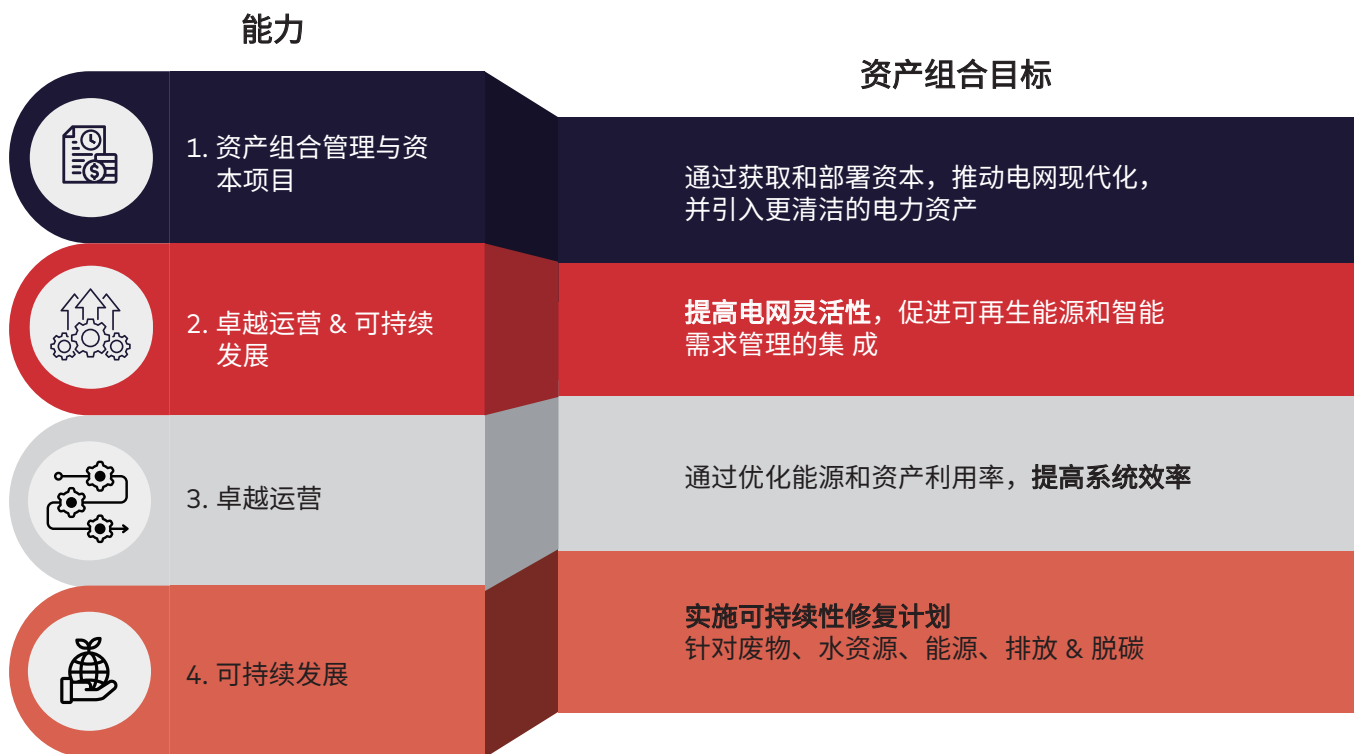 能力
资产组合目标
1. 资产组合管理与资
本项目
通过获取和部署资本，推动电网现代化，
并引入更清洁的电力资产
2. 卓越运营 & 可持续
发展
提高电网灵活性，促进可再生能源和智能
需求管理的集 成
3. 卓越运营
通过优化能源和资产利用率，提高系统效率
4. 可持续发展
实施可持续性修复计划
针对废物、水资源、能源、排放 & 脱碳